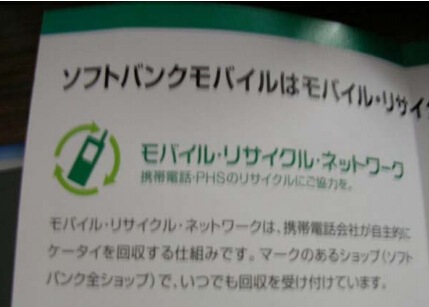 ソフトバンクモバイルはモバイル・リサイ
モバイル・リサイクル・ネットワーク
携帯電話・PHSのリサイクルにご協力を。
モバイル・リサイクル・ネットワークは、携帯電話会社が自主的に
ケータイを回収する仕組みです。マークのあるショップ(ソフト
バンク全ショップ)で、いつでも回収を受け付けています。